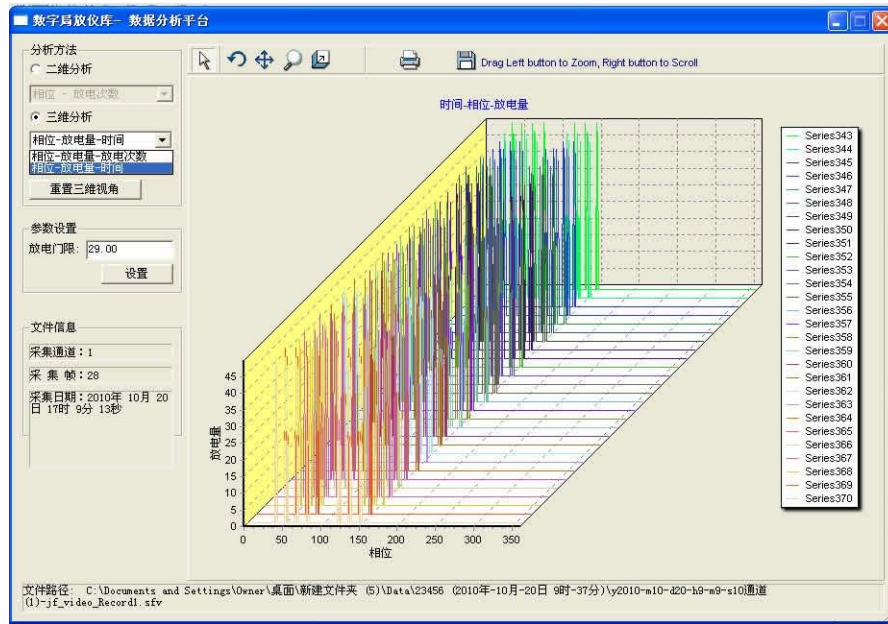 数字局放仪库- 数据分析平台
分析方法
二维分析
相位 - 放电次数
三维分析
相位-放电量-时间
相位-放电量-放电次数
相位-放电量-时间
重置三维视角
参数设置
放电门限: 29.00
设置
文件信息
采集通道：1
采 集 帧：28
采集日期：2010年 10月 20
日 17时 9分 13秒
Drag Left button to Zoom, Right button to Scroll
时间-相位-放电量
放电量
45
40
35
30
25
20
15
10
5
0
0 50 100 150 200 250 300 350
相位
Series343
Series344
Series345
Series346
Series347
Series348
Series349
Series350
Series351
Series352
Series353
Series354
Series355
Series356
Series357
Series358
Series359
Series360
Series361
Series362
Series363
Series364
Series365
Series366
Series367
Series368
Series369
Series370
文件路径: C:\Documents and Settings\Owner\桌面\新建文件夹 (5)\Data\23456 (2010年-10月-20日 9时-37分)\y2010-m10-d20-h9-m9-s10通道
(1)-jf_video_Record1.sfv